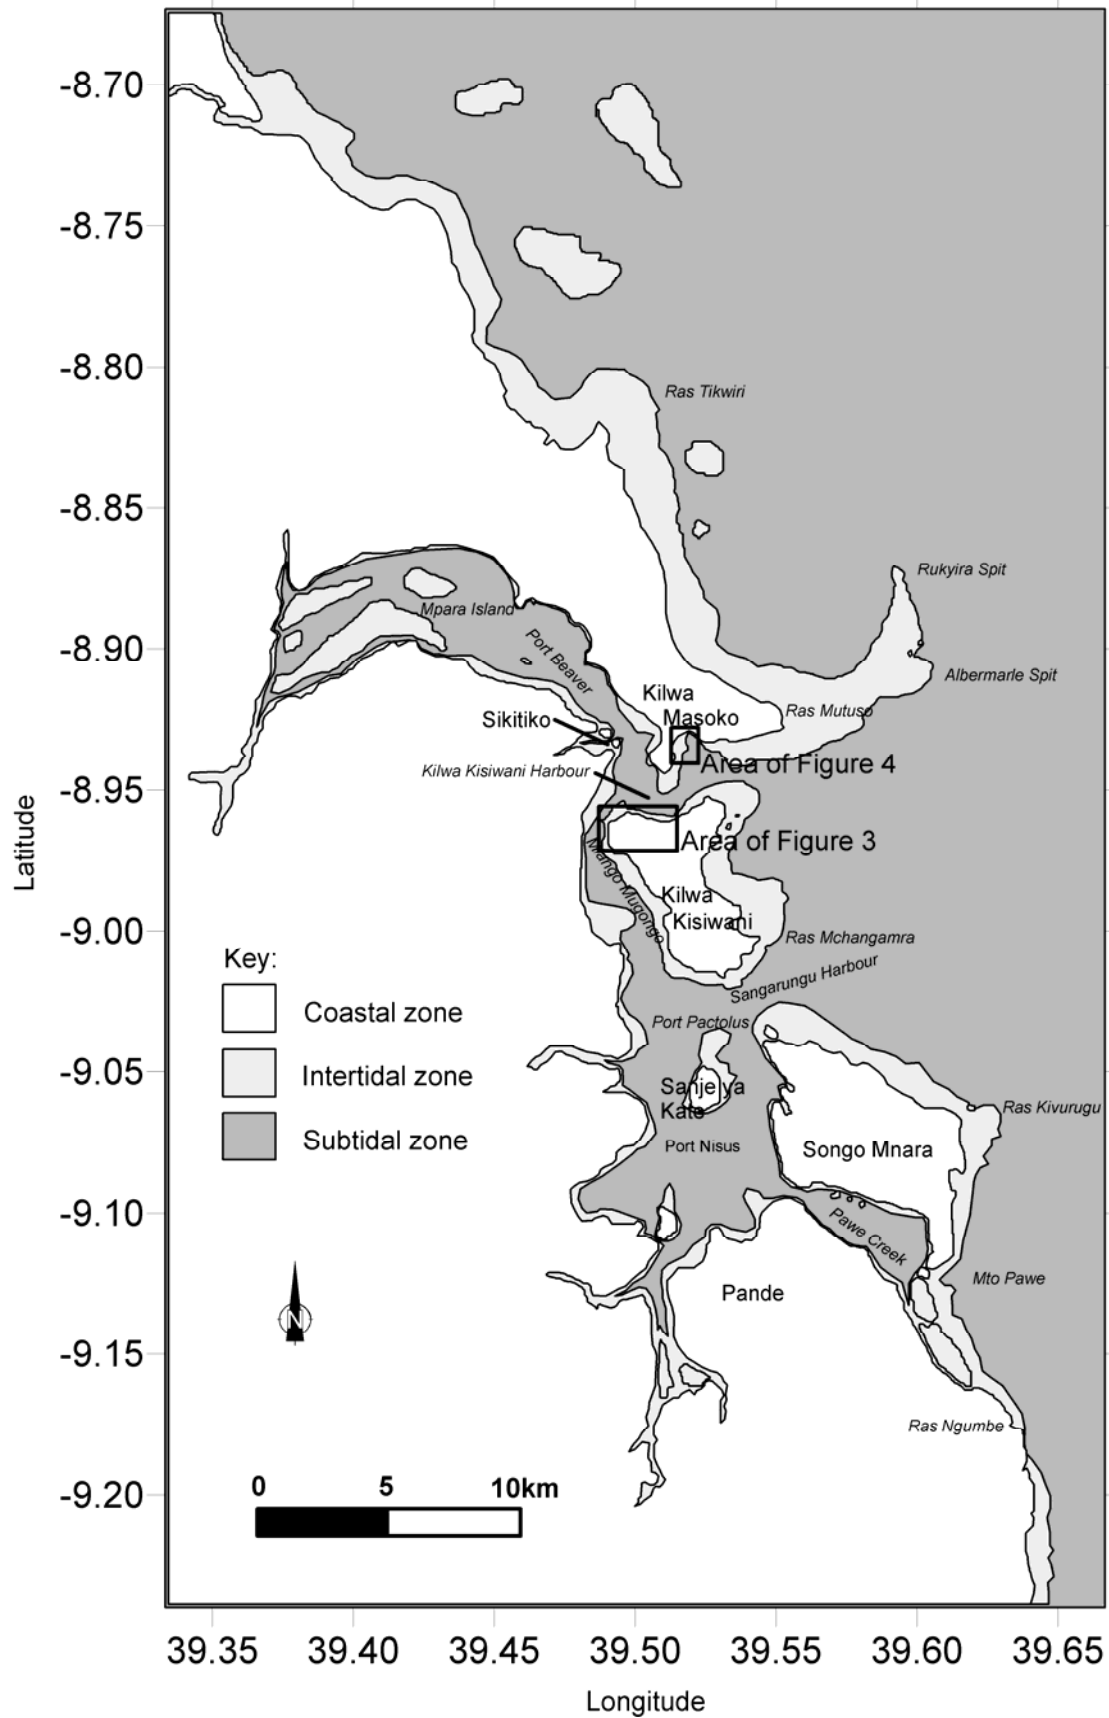 -8.70
-8.75
-8.80
Ras Tikwiri
-8.85
Rukyira Spit
Mpara Island
-8.90
Port Beaver
Albermarle Spit
Kilwa
Masoko
Ras Mutuso
Sikitiko
Area of Figure 4
Kilwa Kisiwani Harbour
-8.95
Area of Figure 3
Mlango Mugongo
Kilwa
Kisiwani
-9.00
Ras Mchangamra
Sangarungu Harbour
Key:
Coastal zone
Intertidal zone
Subtidal zone
Port Pactolus
-9.05
Sanje ya
Kate
Ras Kivurugu
Port Nisus
Songo Mnara
-9.10
Pawe Creek
Mto Pawe
Pande
N
-9.15
Ras Ngumbe
0 5 10km
-9.20
39.35 39.40 39.45 39.50 39.55 39.60 39.65
Longitude
Latitude